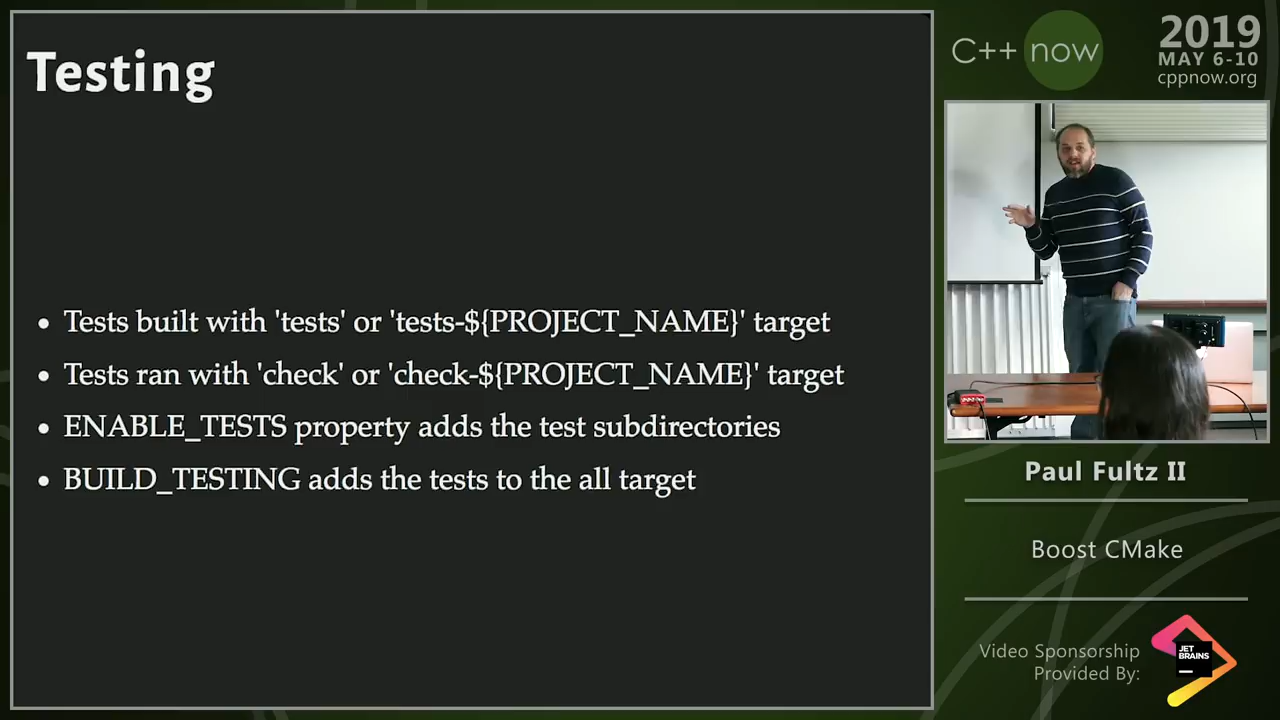 Testing
Tests built with 'tests' or 'tests-${PROJECT_NAME}' target
Tests ran with 'check' or 'check-${PROJECT_NAME}' target
ENABLE_TESTS property adds the test subdirectories
BUILD_TESTING adds the tests to the all target
C++ now
2019
MAY 6-10
cppnow.org
Paul Fultz II
Boost CMake
Video Sponsorship
Provided By:
JET
BRAINS